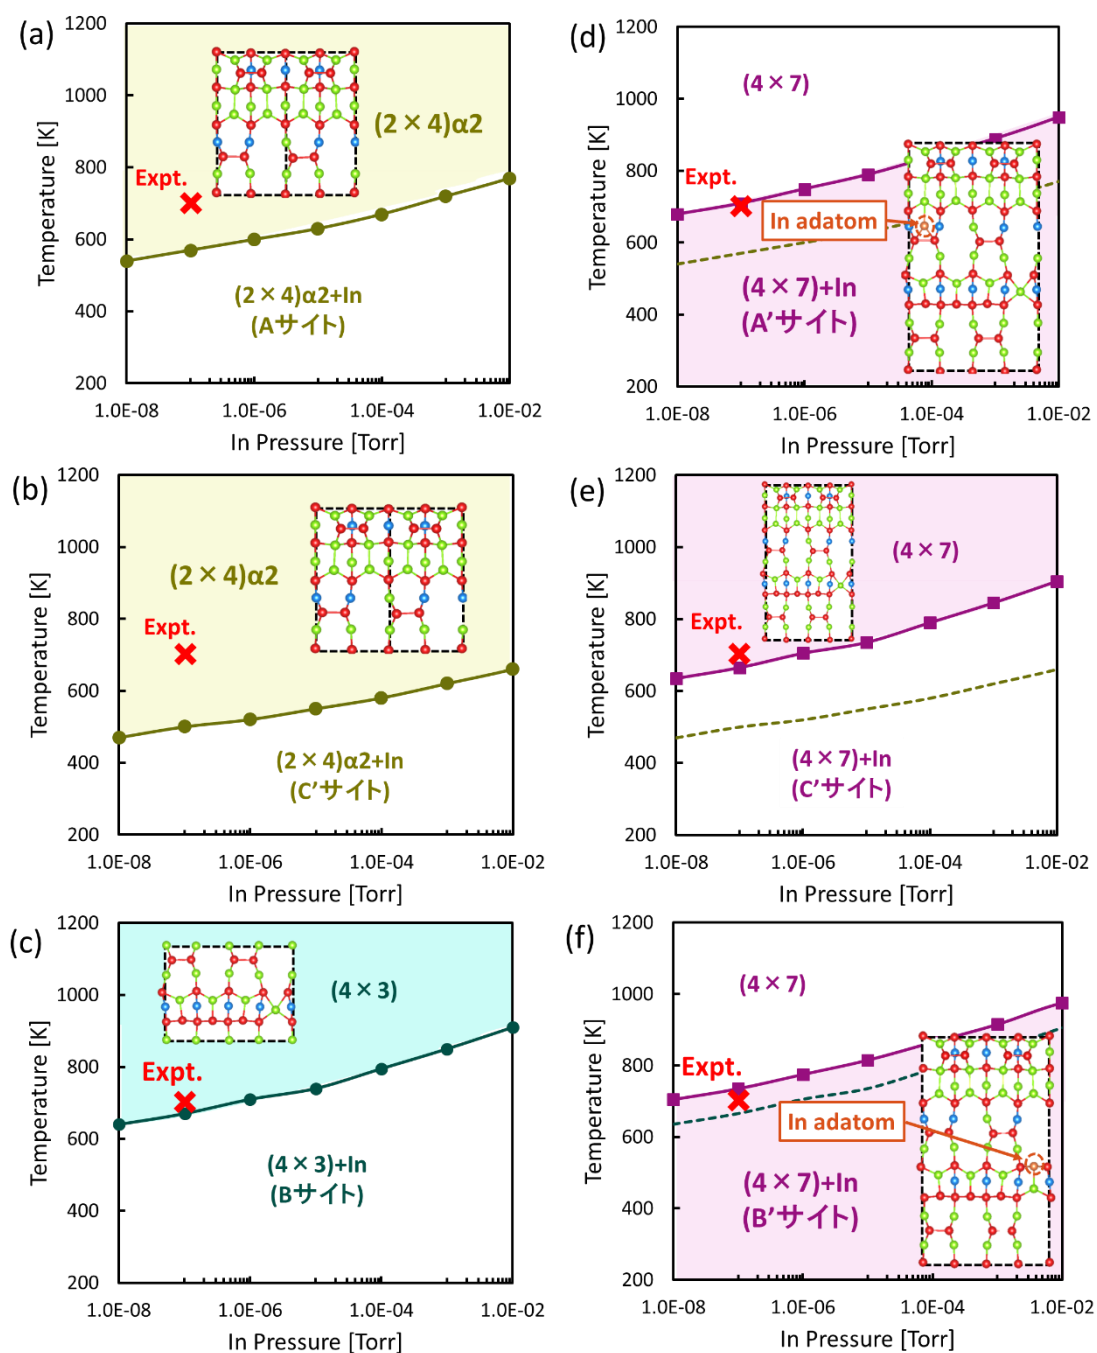 (a)
Temperature [K]
1200
1000
800
600
400
200
(2×4)α2
Expt.
(2×4)α2+In
(Aサイト)
1.0E-08
1.0E-06
1.0E-04
1.0E-02
In Pressure [Torr]
(d)
Temperature [K]
1200
1000
800
600
400
200
(4×7)
Expt.
In adatom
(4×7)+In
(A’サイト)
1.0E-08
1.0E-06
1.0E-04
1.0E-02
In Pressure [Torr]
(b)
Temperature [K]
1200
1000
800
600
400
200
(2×4)α2
Expt.
(2×4)α2+In
(C’サイト)
1.0E-08
1.0E-06
1.0E-04
1.0E-02
In Pressure [Torr]
(e)
Temperature [K]
1200
1000
800
600
400
200
(4×7)
Expt.
(4×7)+In
(C’サイト)
1.0E-08
1.0E-06
1.0E-04
1.0E-02
In Pressure [Torr]
(c)
Temperature [K]
1200
1000
800
600
400
200
(4×3)
Expt.
(4×3)+In
(Bサイト)
1.0E-08
1.0E-06
1.0E-04
1.0E-02
In Pressure [Torr]
(f)
Temperature [K]
1200
1000
800
600
400
200
(4×7)
Expt.
In adatom
(4×7)+In
(B’サイト)
1.0E-08
1.0E-06
1.0E-04
1.0E-02
In Pressure [Torr]